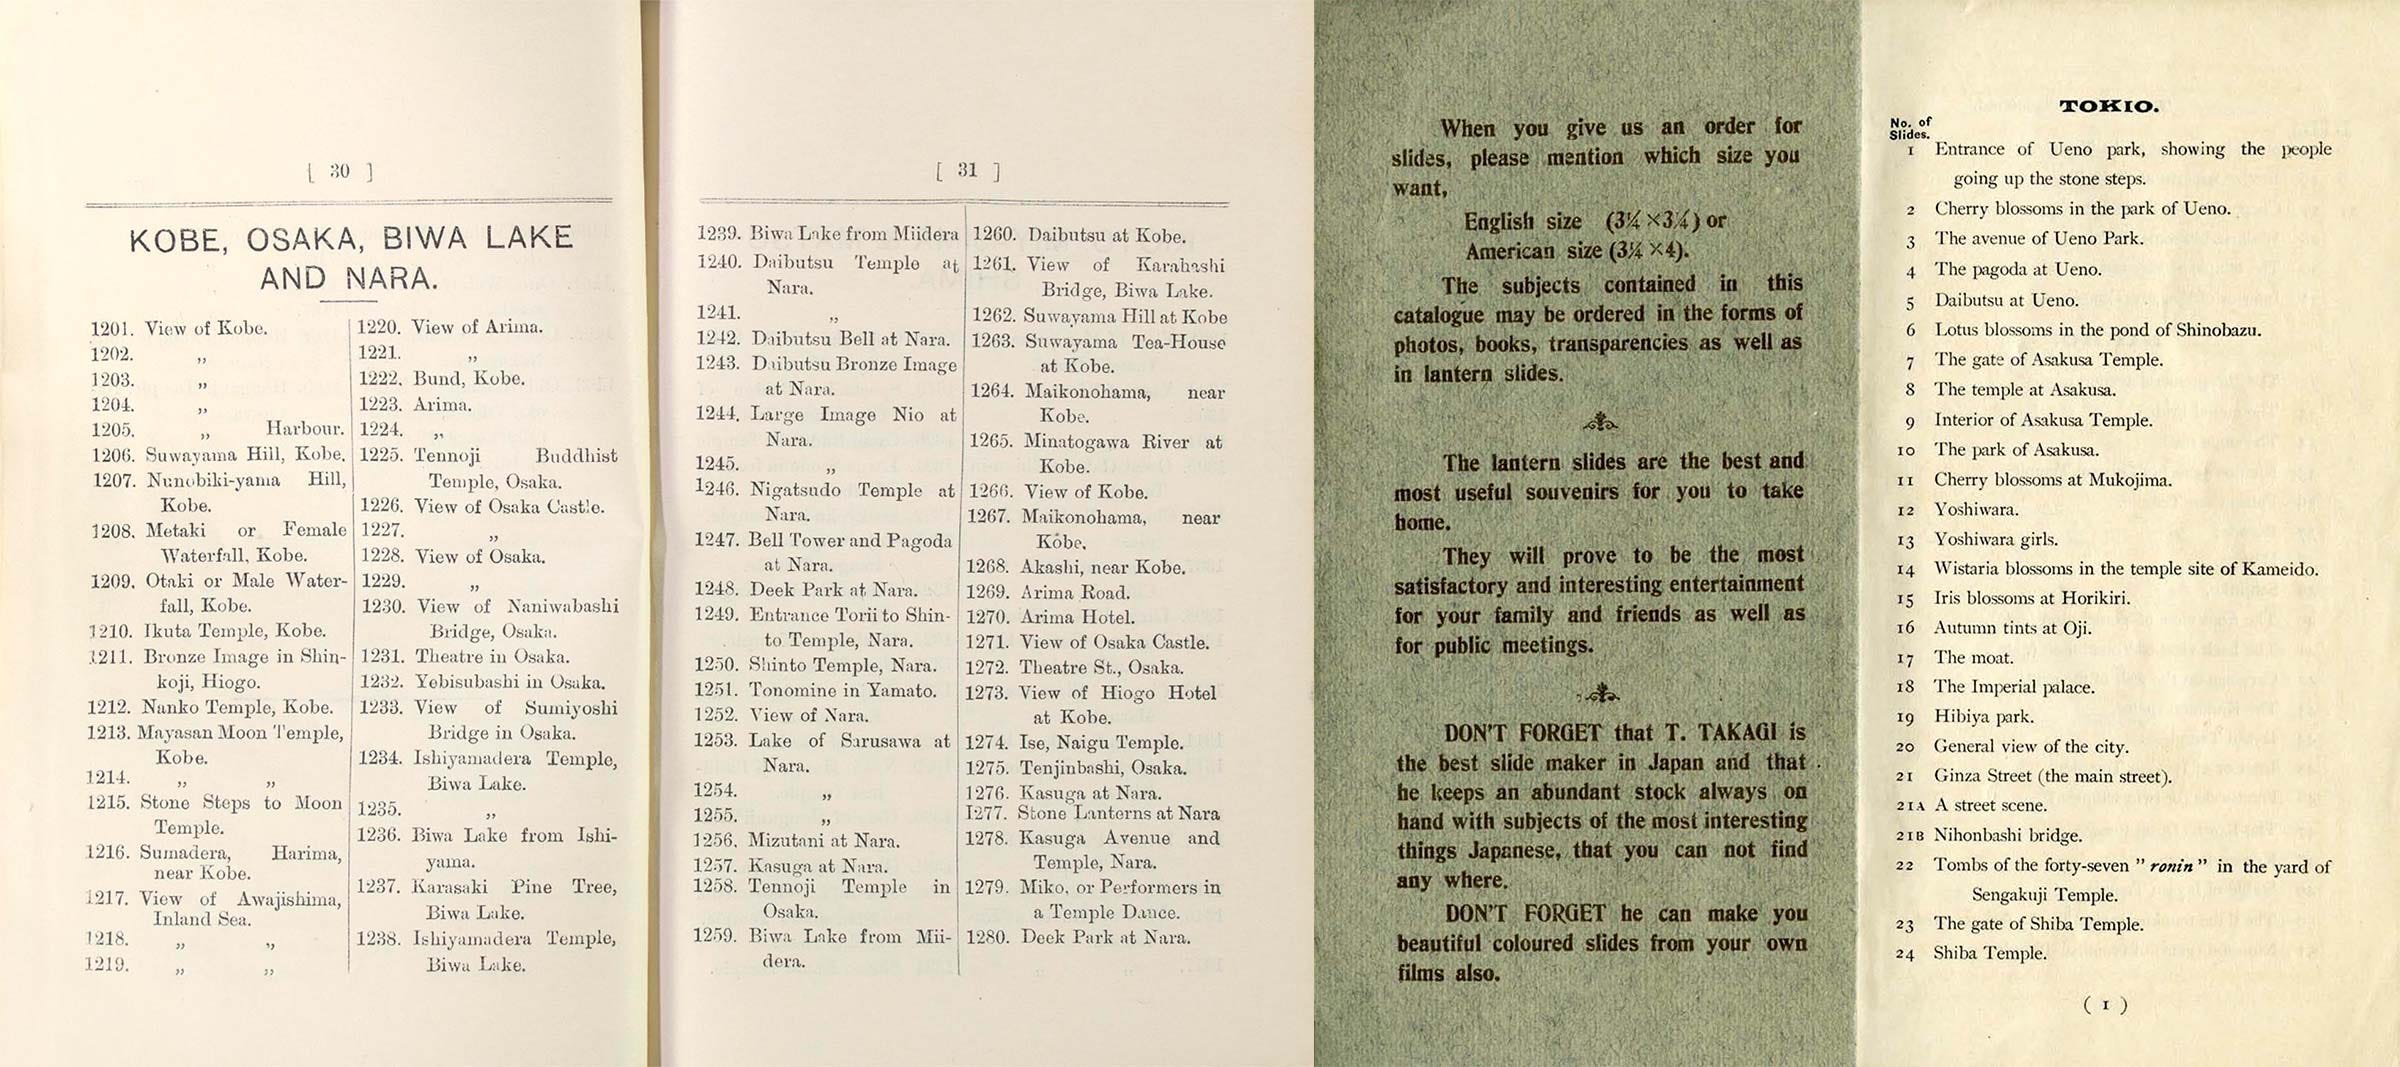 [ 30 ]
KOBE, OSAKA, BIWA LAKE
AND NARA.
1201. View of Kobe.
1202. „
1203. „
1204. „
1205. „ Harbour.
1206. Suwayama Hill, Kobe.
1207. Nunobiki-yama Hill,
Kobe.
1208. Metaki or Female
Waterfall, Kobe.
1209. Otaki or Male Water-
fall, Kobe.
1210. Ikuta Temple, Kobe.
1211. Bronze Image in Shin-
koji, Hiogo.
1212. Nanko Temple, Kobe.
1213. Mayasan Moon Temple,
Kobe.
1214. „ „
1215. Stone Steps to Moon
Temple.
1216. Sumadera, Harima,
near Kobe.
1217. View of Awajishima,
Inland Sea.
1218. „ „
1219. „ „
1220. View of Arima.
1221. „
1222. Bund, Kobe.
1223. Arima.
1224. „
1225. Tennoji Buddhist
Temple, Osaka.
1226. View of Osaka Castle.
1227. „
1228. View of Osaka.
1229. „
1230. View of Naniwabashi
Bridge, Osaka.
1231. Theatre in Osaka.
1232. Yebisubashi in Osaka.
1233. View of Sumiyoshi
Bridge in Osaka.
1234. Ishiyamadera Temple,
Biwa Lake.
1235. „
1236. Biwa Lake from Ishi-
yama.
1237. Karasaki Pine Tree,
Biwa Lake.
1238. Ishiyamadera Temple,
Biwa Lake.
[ 31 ]
1239. Biwa Lake from Miidera
1240. Daibutsu Temple at
Nara.
1241. „
1242. Daibutsu Bell at Nara.
1243. Daibutsu Bronze Image
at Nara.
1244. Large Image Nio at
Nara.
1245. „
1246. Nigatsudo Temple at
Nara.
1247. Bell Tower and Pagoda
at Nara.
1248. Deek Park at Nara.
1249. Entrance Torii to Shin-
to Temple, Nara.
1250. Shinto Temple, Nara.
1251. Tonomine in Yamato.
1252. View of Nara.
1253. Lake of Sarusawa at
Nara.
1254. „
1255. „
1256. Mizutani at Nara.
1257. Kasuga at Nara.
1258. Tennoji Temple in
Osaka.
1259. Biwa Lake from Mii-
dera.
1260. Daibutsu at Kobe.
1261. View of Karahashi
Bridge, Biwa Lake.
1262. Suwayama Hill at Kobe
1263. Suwayama Tea-House
at Kobe.
1264. Maikonohama, near
Kobe.
1265. Minatogawa River at
Kobe.
1266. View of Kobe.
1267. Maikonohama, near
Kobe.
1268. Akashi, near Kobe.
1269. Arima Road.
1270. Arima Hotel.
1271. View of Osaka Castle.
1272. Theatre St., Osaka.
1273. View of Hiogo Hotel
at Kobe.
1274. Ise, Naigu Temple.
1275. Tenjinbashi, Osaka.
1276. Kasuga at Nara.
1277. Stone Lanterns at Nara
1278. Kasuga Avenue and
Temple, Nara.
1279. Miko, or Performers in
a Temple Dance.
1280. Deek Park at Nara.
When you give us an order for
slides, please mention which size you
want,
English size (3¼ × 3¼) or
American size (3¼ × 4).
The subjects contained in this
catalogue may be ordered in the forms of
photos, books, transparencies as well as
in lantern slides.
The lantern slides are the best and
most useful souvenirs for you to take
home.
They will prove to be the most
satisfactory and interesting entertainment
for your family and friends as well as
for public meetings.
DON'T FORGET that T. TAKAGI is
the best slide maker in Japan and that
he keeps an abundant stock always on
hand with subjects of the most interesting
things Japanese, that you can not find
any where.
DON'T FORGET he can make you
beautiful coloured slides from your own
films also.
TOKIO.
No. of
Slides.
1 Entrance of Ueno park, showing the people
going up the stone steps.
2 Cherry blossoms in the park of Ueno.
3 The avenue of Ueno Park.
4 The pagoda at Ueno.
5 Daibutsu at Ueno.
6 Lotus blossoms in the pond of Shinobazu.
7 The gate of Asakusa Temple.
8 The temple at Asakusa.
9 Interior of Asakusa Temple.
10 The park of Asakusa.
11 Cherry blossoms at Mukojima.
12 Yoshiwara.
13 Yoshiwara girls.
14 Wistaria blossoms in the temple site of Kameido.
15 Iris blossoms at Horikiri.
16 Autumn tints at Oji.
17 The moat.
18 The Imperial palace.
19 Hibiya park.
20 General view of the city.
21 Ginza Street (the main street).
21A A street scene.
21B Nihonbashi bridge.
22 Tombs of the forty-seven " ronin " in the yard of
Sengakuji Temple.
23 The gate of Shiba Temple.
24 Shiba Temple.
( 1 )